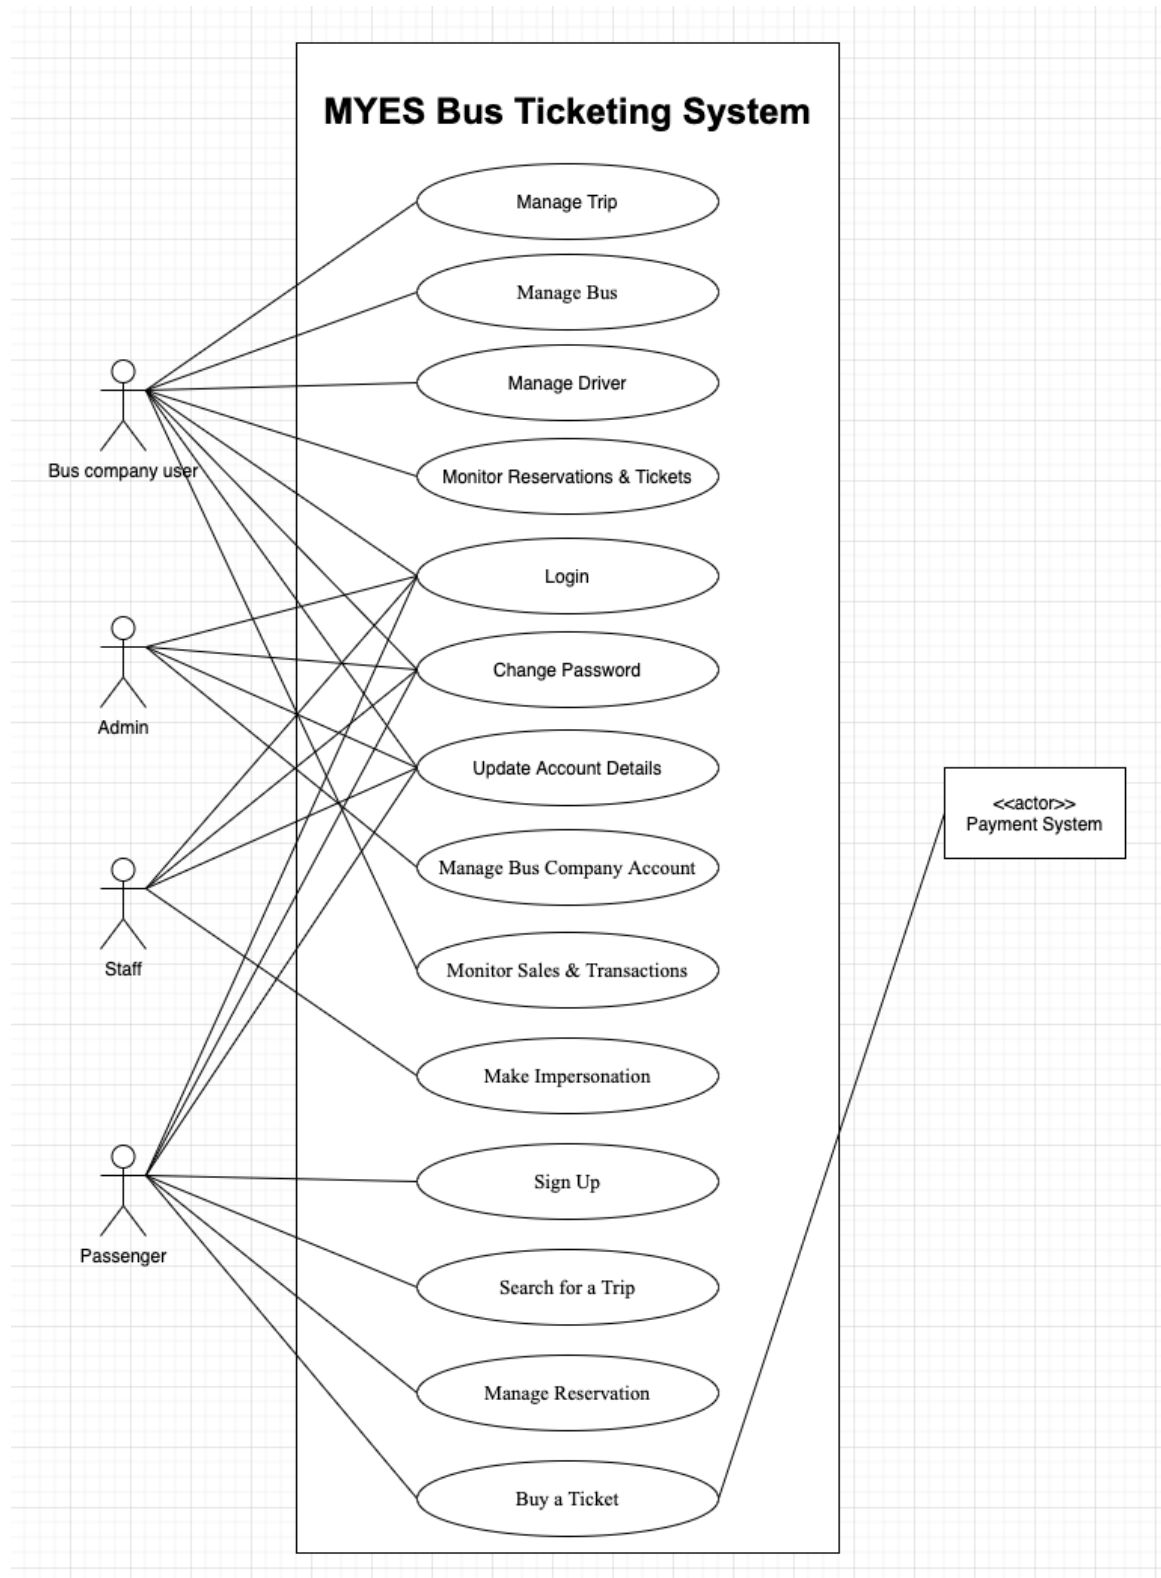 MYES Bus Ticketing System
Manage Trip
Manage Bus
Manage Driver
Bus company user
Monitor Reservations & Tickets
Login
Admin
Change Password
Update Account Details
<<actor>>
Payment System
Manage Bus Company Account
Staff
Monitor Sales & Transactions
Make Impersonation
Sign Up
Passenger
Search for a Trip
Manage Reservation
Buy a Ticket